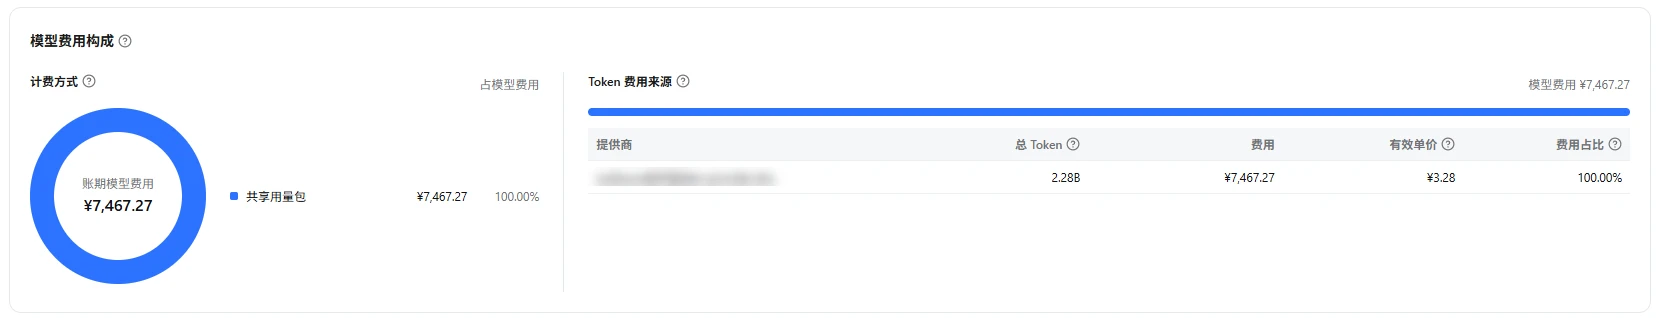 模型费用构成
计费方式
占模型费用
账期模型费用
¥7,467.27
共享用量包 ¥7,467.27 100.00%
Token 费用来源
模型费用 ¥7,467.27
提供商 总 Token 费用 有效单价 费用占比
2.28B ¥7,467.27 ¥3.28 100.00%